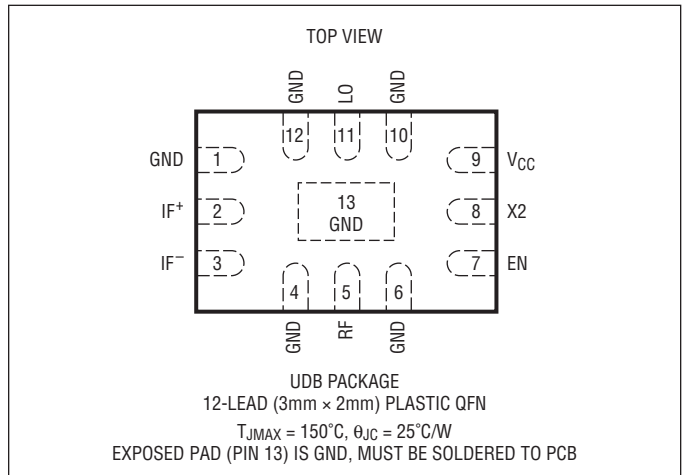 TOP VIEW
GND LO GND
12 11 10
GND 1 9 VCC
13
IF+ 2 8 X2
GND
IF− 3 7 EN
4 5 6
GND RF GND
UDB PACKAGE
12-LEAD (3mm × 2mm) PLASTIC QFN
TJMAX = 150°C, θJC = 25°C/W
EXPOSED PAD (PIN 13) IS GND, MUST BE SOLDERED TO PCB